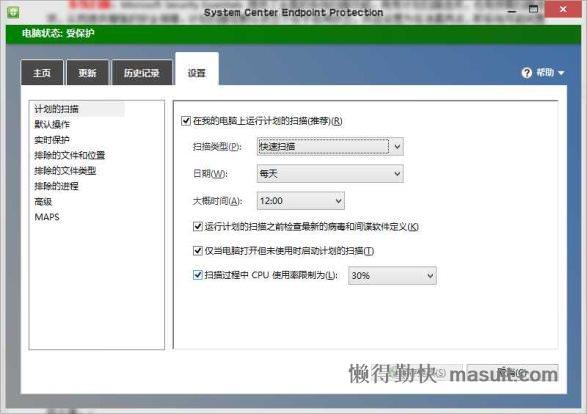 System Center Endpoint Protection
电脑状态: 受保护
主页
更新
历史记录
设置
帮助
计划的扫描
默认操作
实时保护
排除的文件和位置
排除的文件类型
排除的进程
高级
MAPS
在我的电脑上运行计划的扫描(推荐)(R)
扫描类型(P):
快速扫描
日期(W):
每天
大概时间(A):
12:00
运行计划的扫描之前检查最新的病毒和间谍软件定义(K)
仅当电脑打开但未使用时启动计划的扫描(T)
扫描过程中 CPU 使用率限制为(L):
30%
懒得勤快 masuit.com